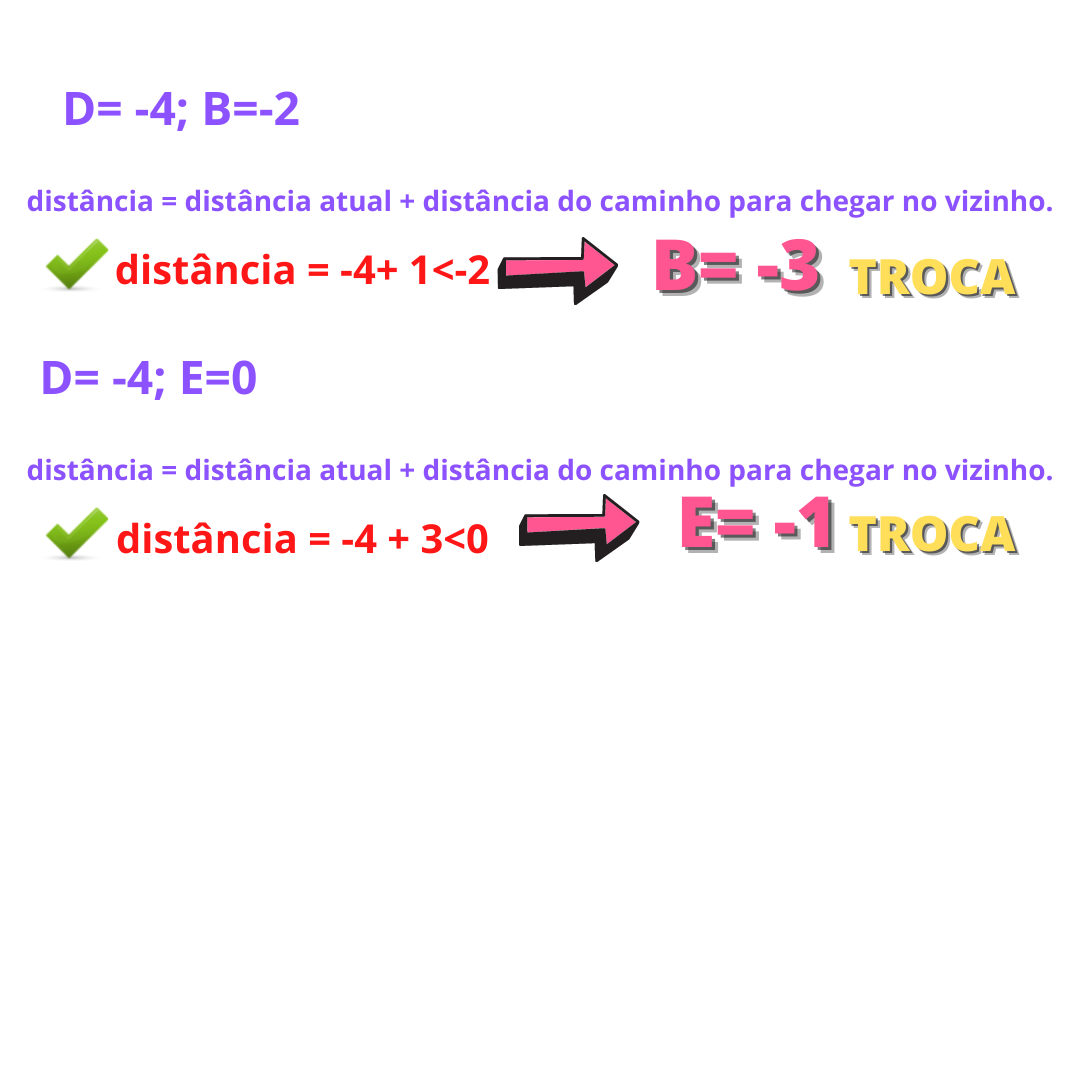 D= -4; B=-2
distância = distância atual + distância do caminho para chegar no vizinho.
distância = -4+ 1<-2 B= -3 TROCA
D= -4; E=0
distância = distância atual + distância do caminho para chegar no vizinho.
distância = -4 + 3<0 E= -1 TROCA